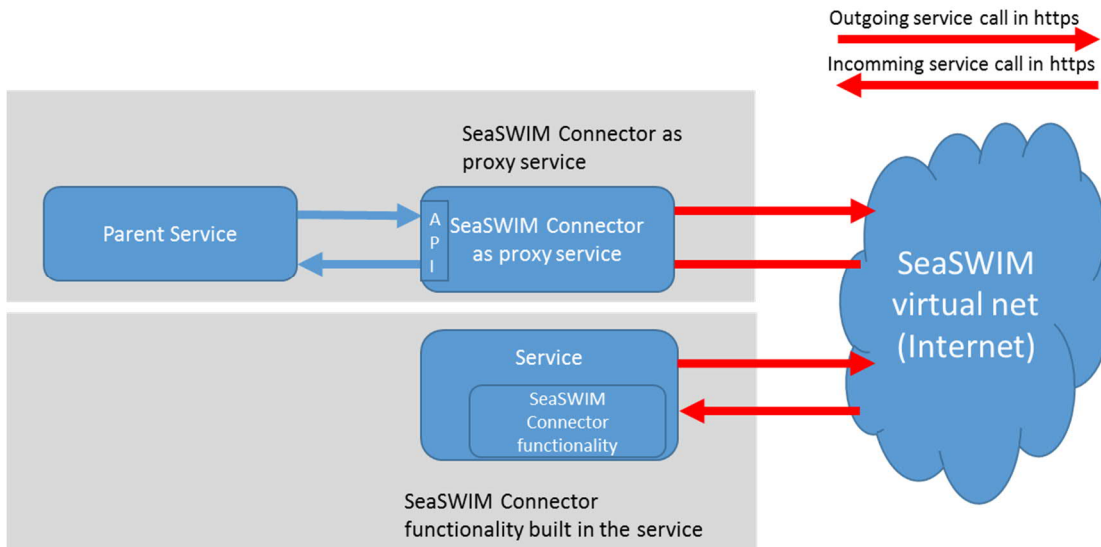 Outgoing service call in https
Incomming service call in https
SeaSWIM Connector as
proxy service
Parent Service
A
P
I
SeaSWIM Connector
as proxy service
SeaSWIM
virtual net
(Internet)
Service
SeaSWIM
Connector
functionality
SeaSWIM Connector
functionality built in the service